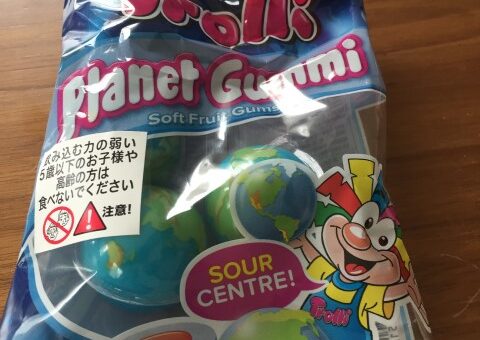 Trolli
Planet Gummi
Soft Fruit Gums
飲み込む力の弱い
5歳以下のお子様や
高齢の方は
食べないでください
注意!
SOUR
CENTRE!
Trolli